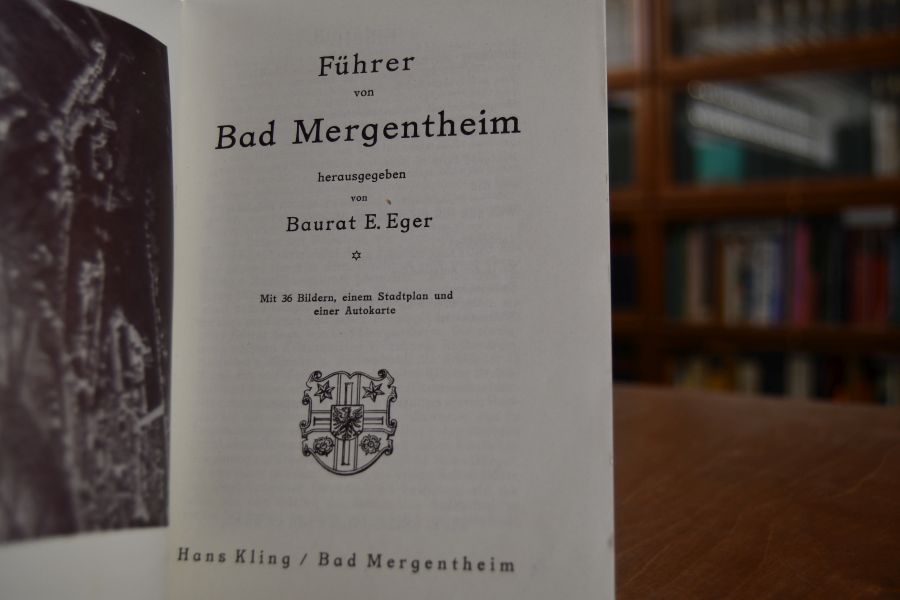 Führer
von
Bad Mergentheim
herausgegeben
von
Baurat E. Eger
Mit 36 Bildern, einem Stadtplan und
einer Autokarte
Hans Kling / Bad Mergentheim